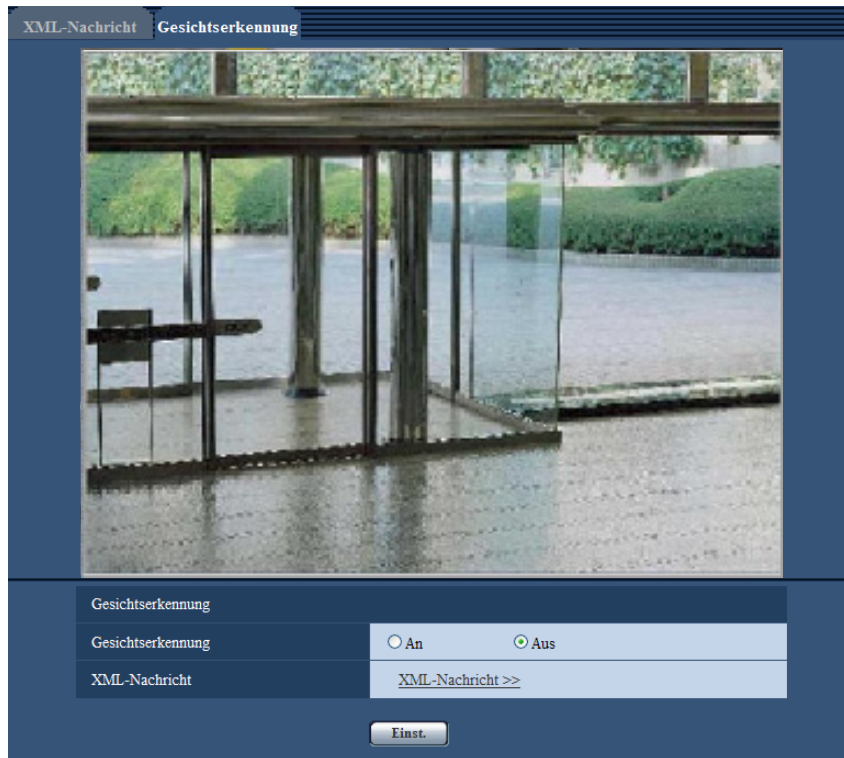 XML-Nachricht Gesichtserkennung
Gesichtserkennung
Gesichtserkennung An Aus
XML-Nachricht XML-Nachricht >>
Einst.